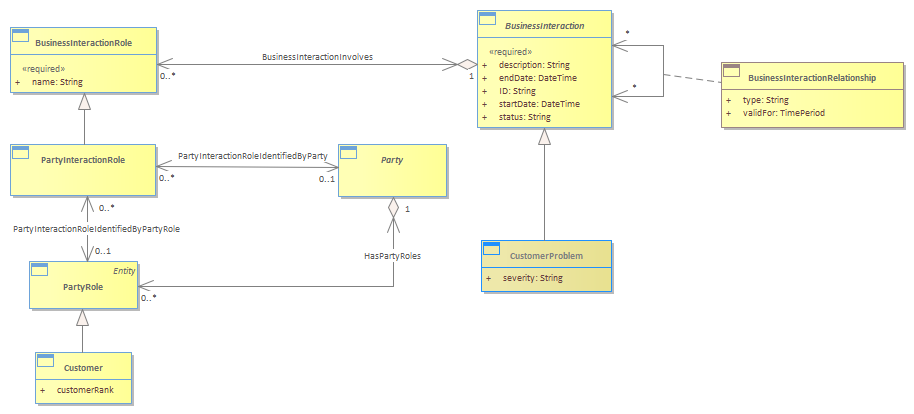 BusinessInteractionRole
«required»
+ name: String
BusinessInteractionInvolves
0..*
1
BusinessInteraction
«required»
+ description: String
+ endDate: DateTime
+ ID: String
+ startDate: DateTime
+ status: String
*
*
BusinessInteractionRelationship
+ type: String
+ validFor: TimePeriod
PartyInteractionRole
PartyInteractionRoleIdentifiedByParty
0..*
0..1
Party
1
0..*
PartyInteractionRoleIdentifiedByPartyRole
0..1
HasPartyRoles
CustomerProblem
+ severity: String
Entity
PartyRole
0..*
Customer
+ customerRank